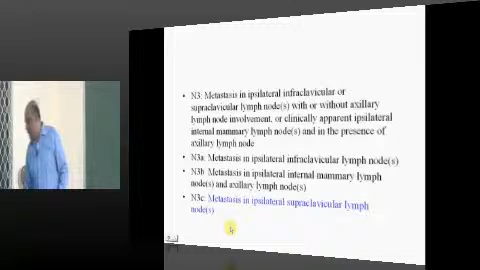 • N3: Metastasis in ipsilateral infraclavicular or
supraclavicular lymph node(s) with or without axillary
lymph node involvement, or clinically apparent ipsilateral
internal mammary lymph node(s) and in the presence of
axillary lymph node
• N3a: Metastasis in ipsilateral infraclavicular lymph node(s)
• N3b: Metastasis in ipsilateral internal mammary lymph
node(s) and axillary lymph node(s)
• N3c: Metastasis in ipsilateral supraclavicular lymph
node(s)